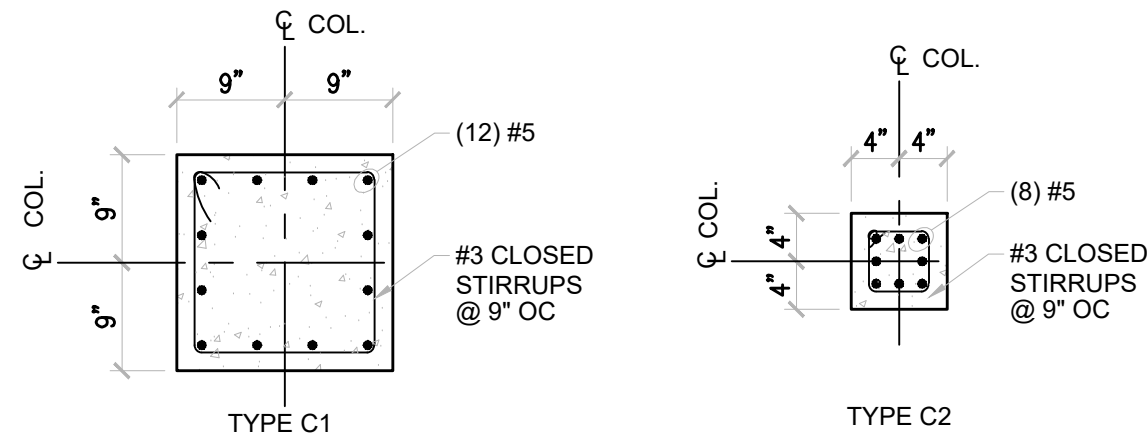 ℄ COL.
9” 9”
(12) #5
℄ COL.
9”
9”
#3 CLOSED
STIRRUPS
@ 9" OC
TYPE C1
℄ COL.
4” 4”
(8) #5
℄ COL.
4”
4”
#3 CLOSED
STIRRUPS
@ 9" OC
TYPE C2